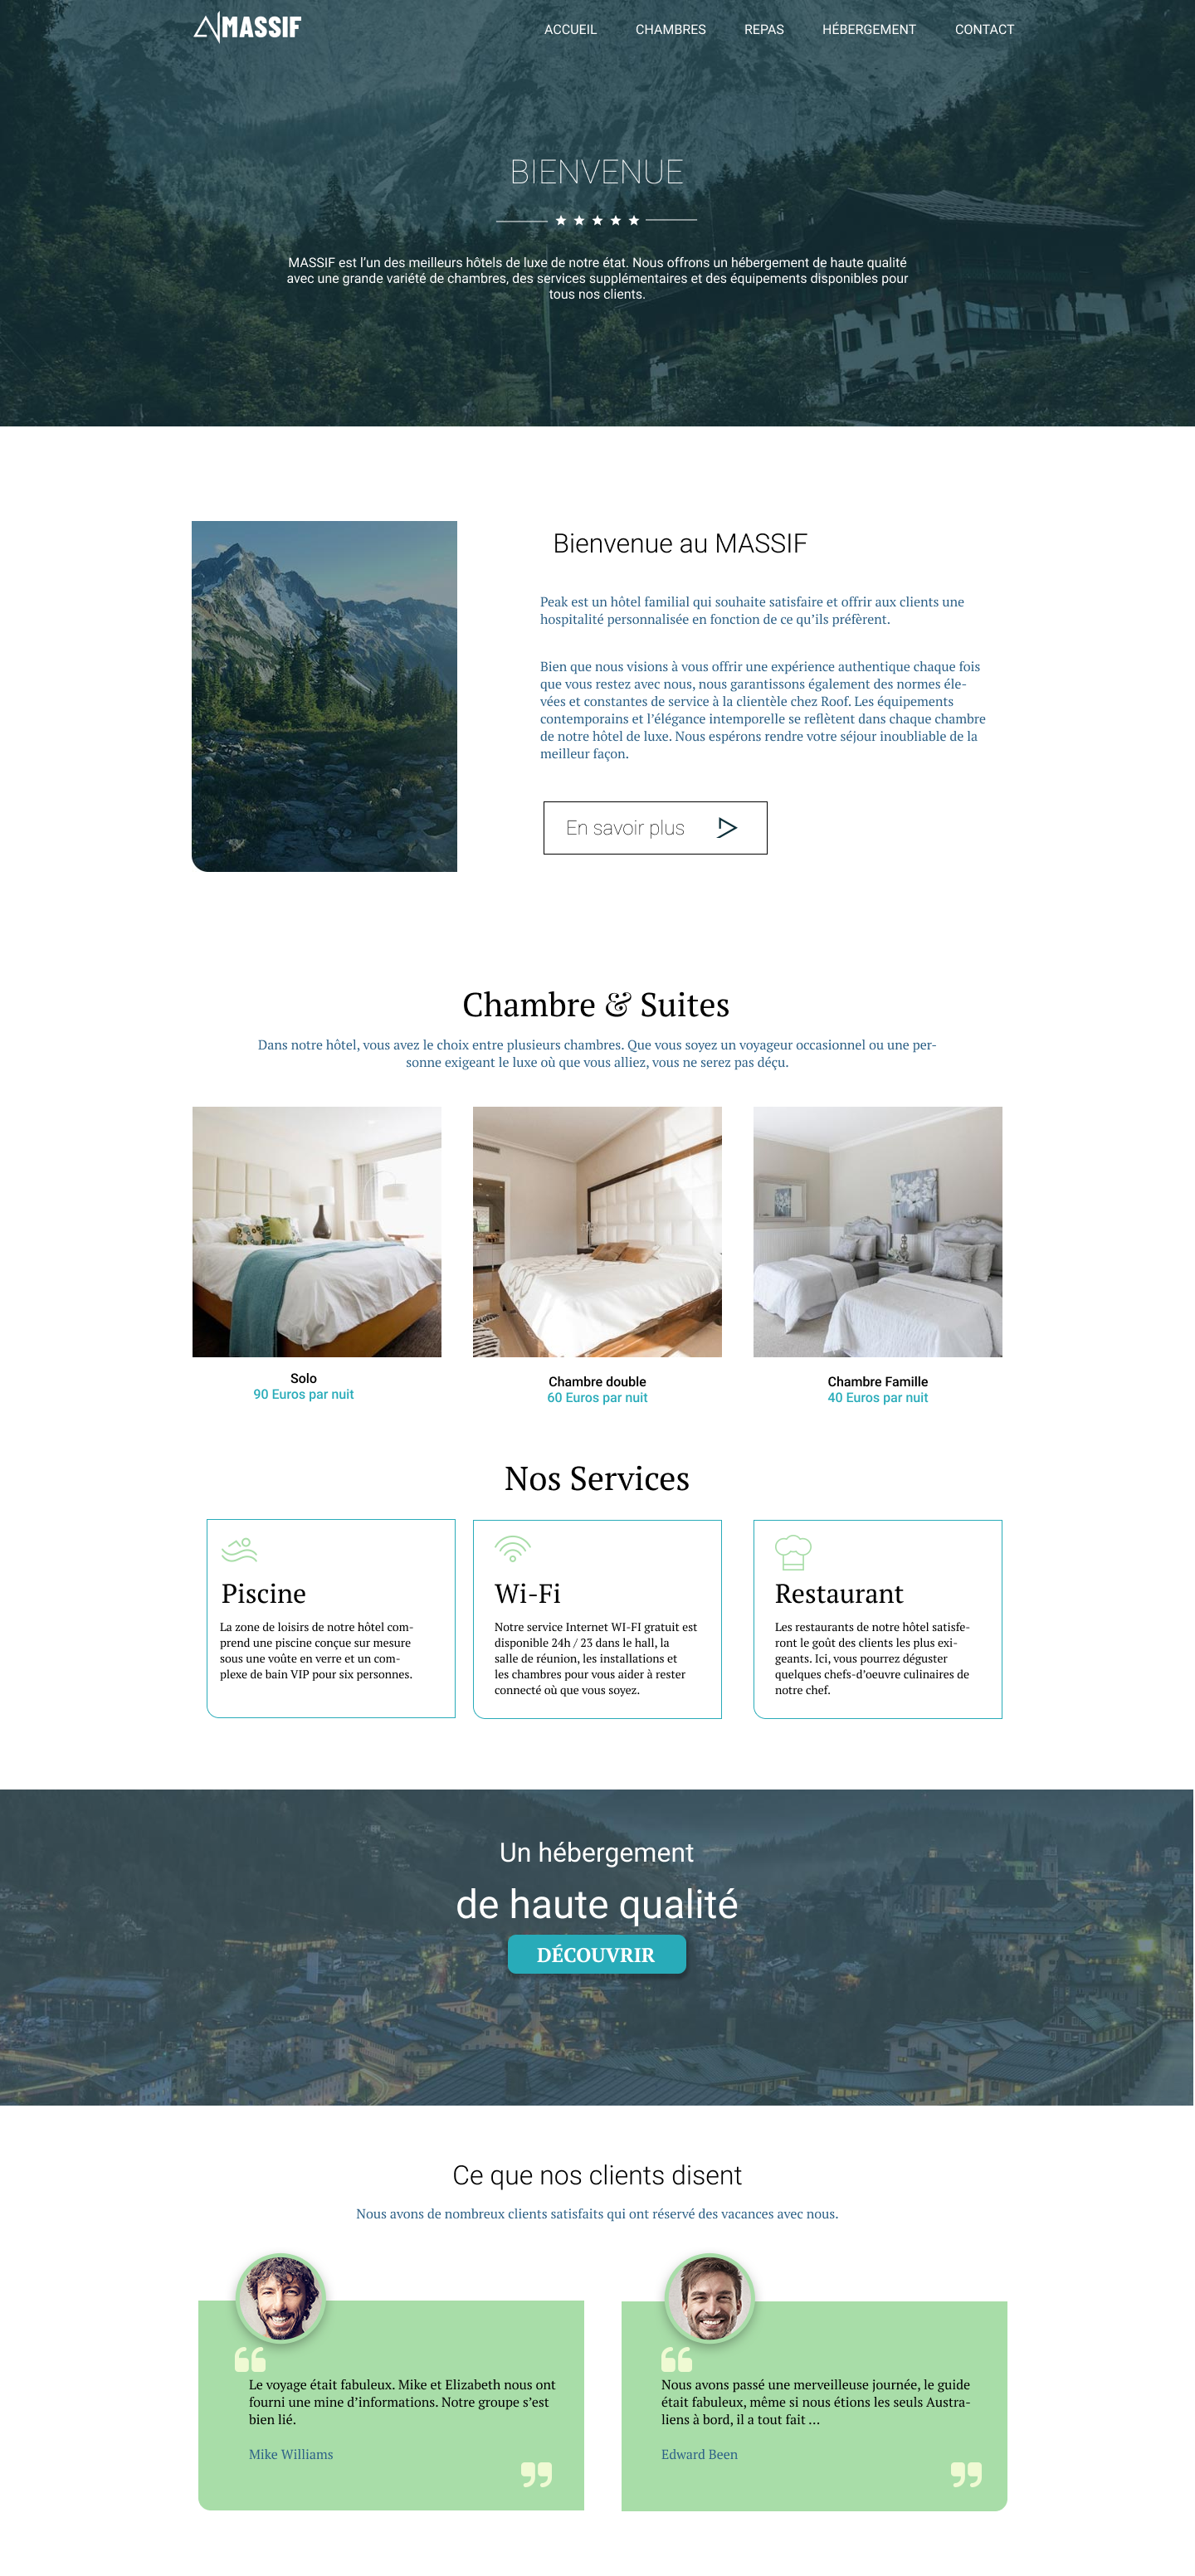 MASSIF
ACCUEIL CHAMBRES REPAS HÉBERGEMENT CONTACT
BIENVENUE
MASSIF est l'un des meilleurs hôtels de luxe de notre état. Nous offrons un hébergement de haute qualité
avec une grande variété de chambres, des services supplémentaires et des équipements disponibles pour
tous nos clients.
Bienvenue au MASSIF
Peak est un hôtel familial qui souhaite satisfaire et offrir aux clients une
hospitalité personnalisée en fonction de ce qu'ils préfèrent.
Bien que nous visions à vous offrir une expérience authentique chaque fois
que vous restez avec nous, nous garantissons également des normes éle-
vées et constantes de service à la clientèle chez Roof. Les équipements
contemporains et l'élégance intemporelle se reflètent dans chaque chambre
de notre hôtel de luxe. Nous espérons rendre votre séjour inoubliable de la
meilleur façon.
En savoir plus
Chambre & Suites
Dans notre hôtel, vous avez le choix entre plusieurs chambres. Que vous soyez un voyageur occasionnel ou une per-
sonne exigeant le luxe où que vous alliez, vous ne serez pas déçu.
Solo
90 Euros par nuit
Chambre double
60 Euros par nuit
Chambre Famille
40 Euros par nuit
Nos Services
Piscine
La zone de loisirs de notre hôtel com-
prend une piscine conçue sur mesure
sous une voûte en verre et un com-
plexe de bain VIP pour six personnes.
Wi-Fi
Notre service Internet WI-FI gratuit est
disponible 24h / 23 dans le hall, la
salle de réunion, les installations et
les chambres pour vous aider à rester
connecté où que vous soyez.
Restaurant
Les restaurants de notre hôtel satisfe-
ront le goût des clients les plus exi-
geants. Ici, vous pourrez déguster
quelques chefs-d'oeuvre culinaires de
notre chef.
Un hébergement
de haute qualité
DÉCOUVRIR
Ce que nos clients disent
Nous avons de nombreux clients satisfaits qui ont réservé des vacances avec nous.
“
Le voyage était fabuleux. Mike et Elizabeth nous ont
fourni une mine d'informations. Notre groupe s'est
bien lié.
Mike Williams
”
“
Nous avons passé une merveilleuse journée, le guide
était fabuleux, même si nous étions les seuls Austra-
liens à bord, il a tout fait ...
Edward Been
”